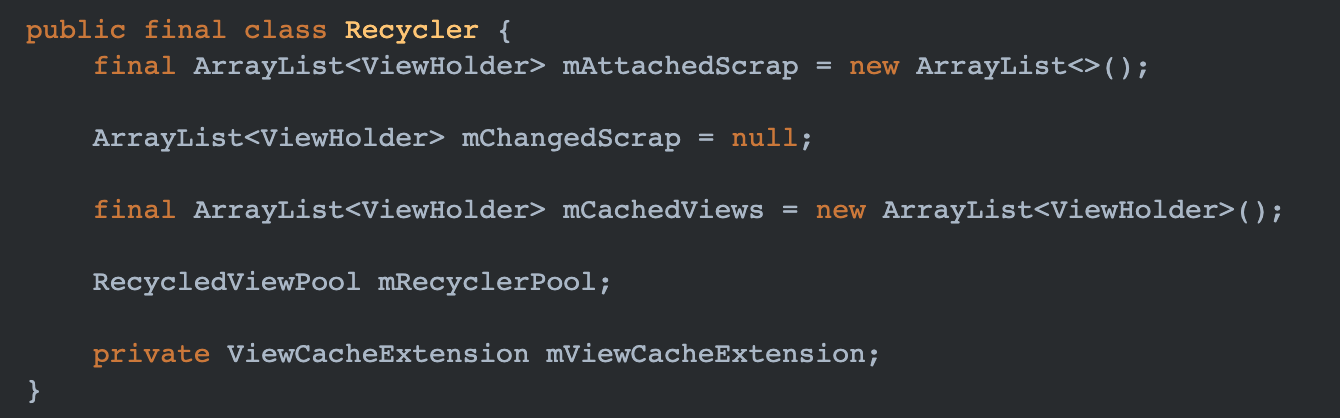 public final class Recycler {
    final ArrayList<ViewHolder> mAttachedScrap = new ArrayList<>();
    ArrayList<ViewHolder> mChangedScrap = null;
    final ArrayList<ViewHolder> mCachedViews = new ArrayList<ViewHolder>();
    RecycledViewPool mRecyclerPool;
    private ViewCacheExtension mViewCacheExtension;
}